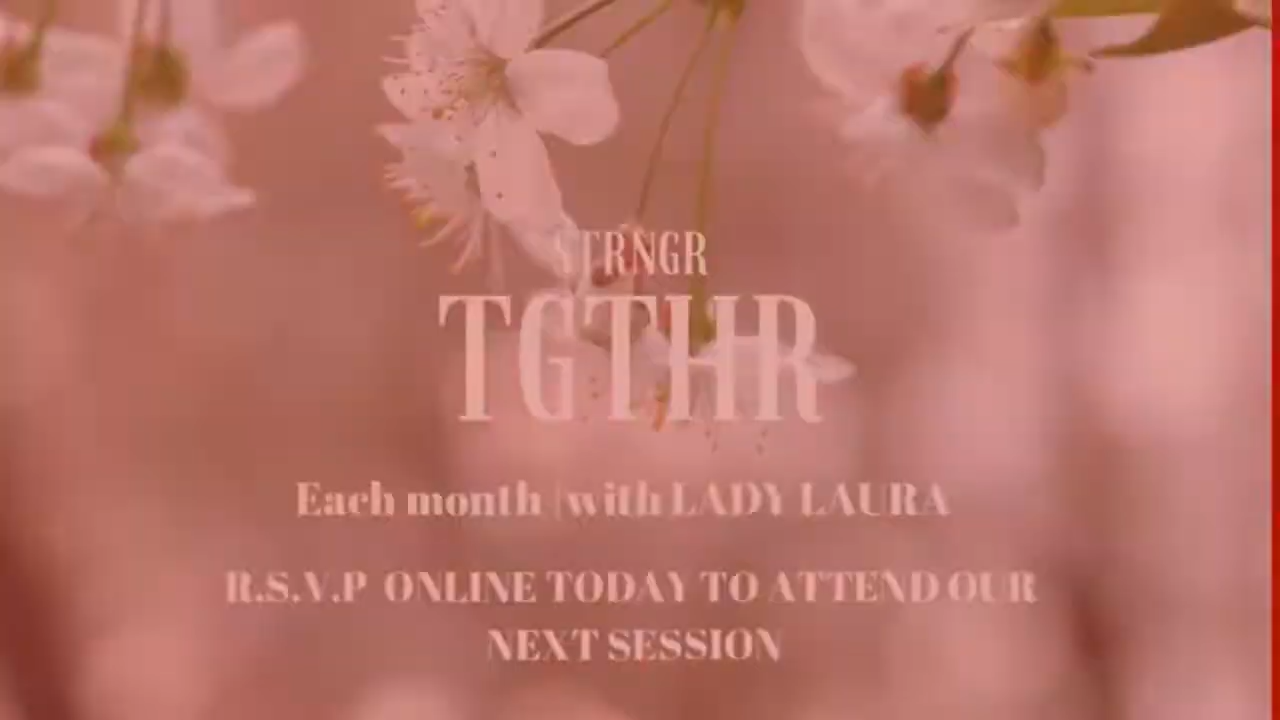 STRNGR
TGTHR
Each month | with LADY LAURA
R.S.V.P ONLINE TODAY TO ATTEND OUR
NEXT SESSION